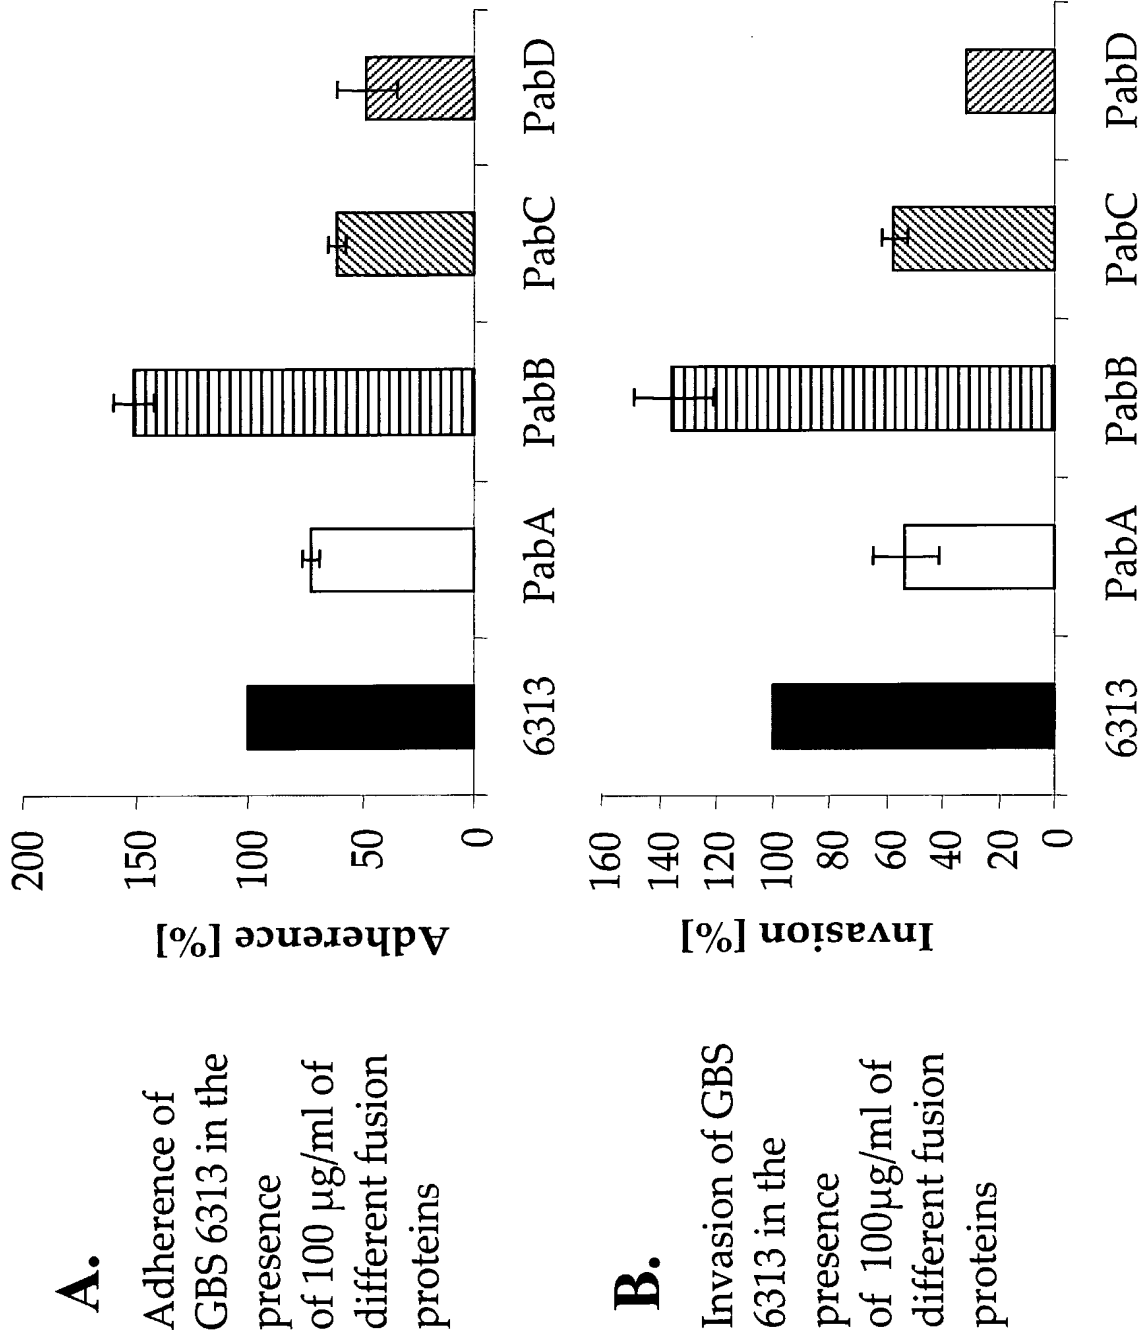 A.
Adherence of
GBS 6313 in the
presence
of 100 µg/ml of
different fusion
proteins
Adherence [%]
200
150
100
50
0
6313 PabA PabB PabC PabD
B.
Invasion of GBS
6313 in the
presence
of 100µg/ml of
different fusion
proteins
Invasion [%]
160
140
120
100
80
60
40
20
0
6313 PabA PabB PabC PabD